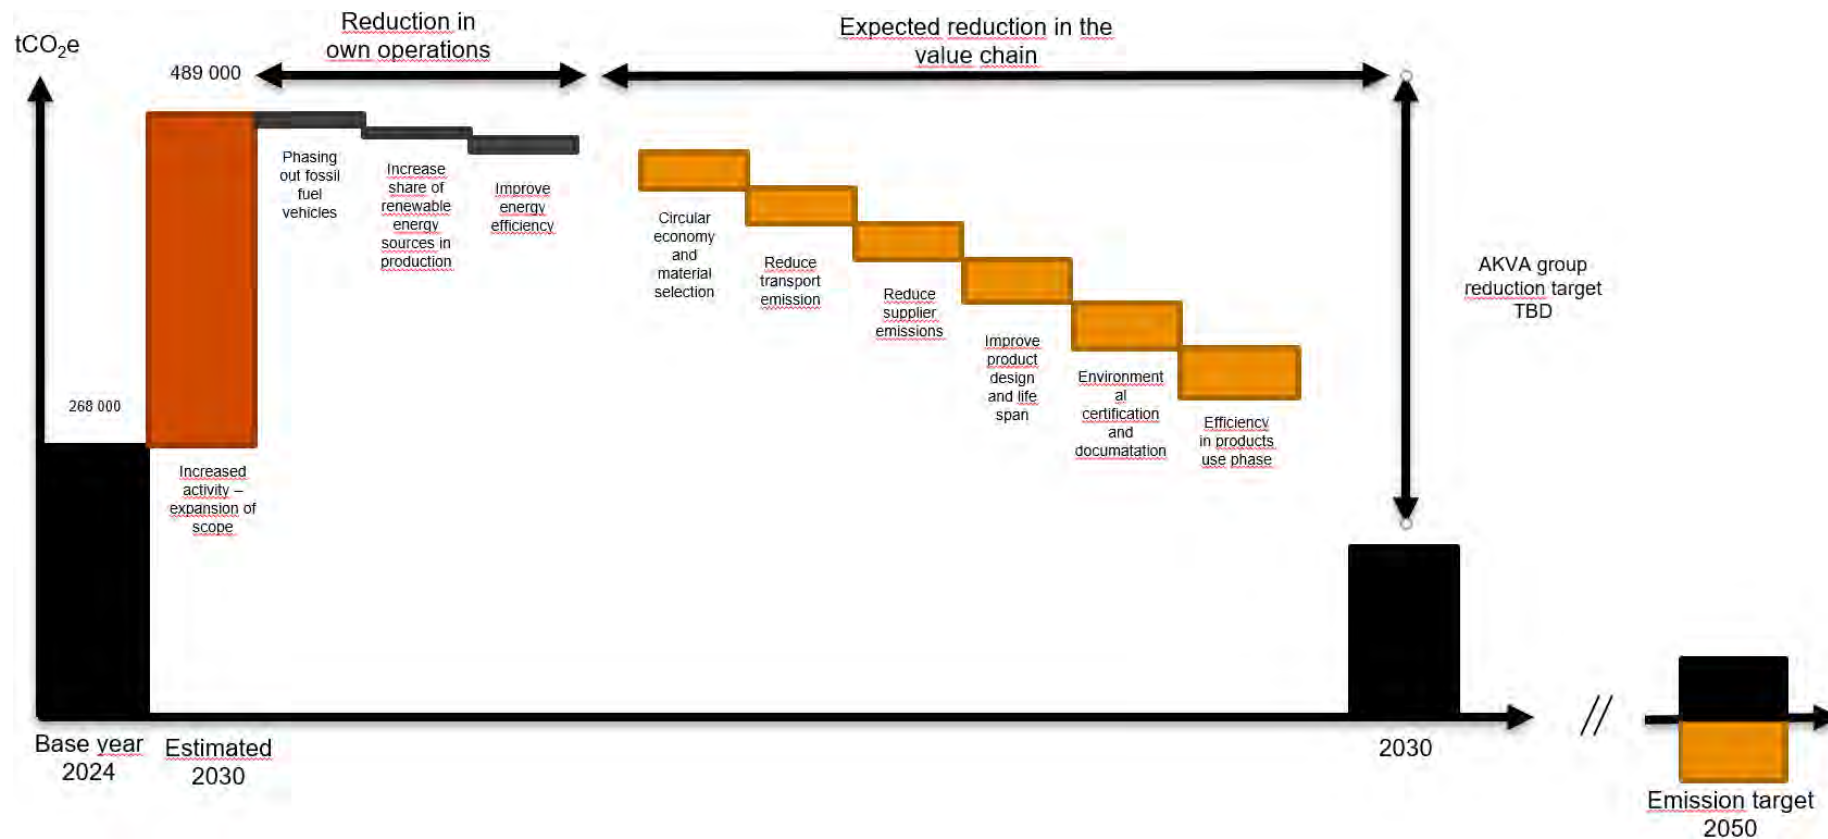 Reduction in
own operations
Expected reduction in the
value chain
tCO₂e
489 000
Phasing
out fossil
fuel
vehicles
Increase
share of
renewable
energy
sources in
production
Improve
energy
efficiency
Circular
economy
and
material
selection
Reduce
transport
emission
Reduce
supplier
emissions
Improve
product
design
and life
span
Environment
al
certification
and
documatation
Efficiency
in products
use phase
AKVA group
reduction target
TBD
268 000
Increased
activity –
expansion of
scope
Base year
2024
Estimated
2030
2030
//
Emission target
2050